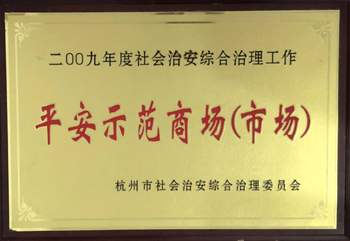 二00九年度社会治安综合治理工作
平安示范商场(市场)
杭州市社会治安综合治理委员会